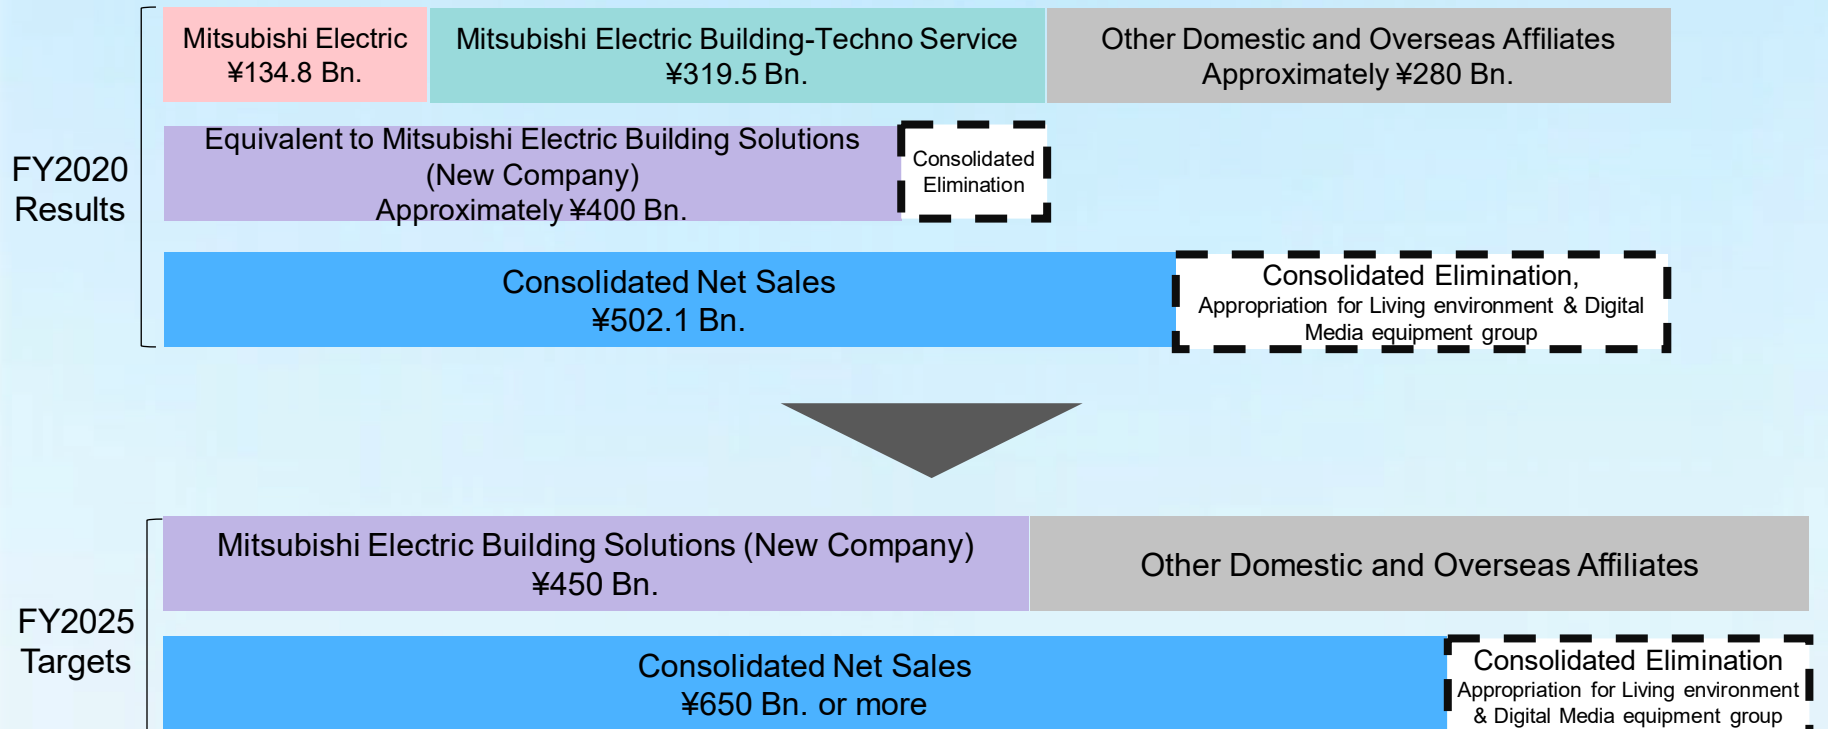 FY2020
Results
Mitsubishi Electric
¥134.8 Bn.
Mitsubishi Electric Building-Techno Service
¥319.5 Bn.
Other Domestic and Overseas Affiliates
Approximately ¥280 Bn.
Equivalent to Mitsubishi Electric Building Solutions
(New Company)
Approximately ¥400 Bn.
Consolidated
Elimination
Consolidated Net Sales
¥502.1 Bn.
Consolidated Elimination,
Appropriation for Living environment & Digital
Media equipment group
FY2025
Targets
Mitsubishi Electric Building Solutions (New Company)
¥450 Bn.
Other Domestic and Overseas Affiliates
Consolidated Net Sales
¥650 Bn. or more
Consolidated Elimination
Appropriation for Living environment
& Digital Media equipment group